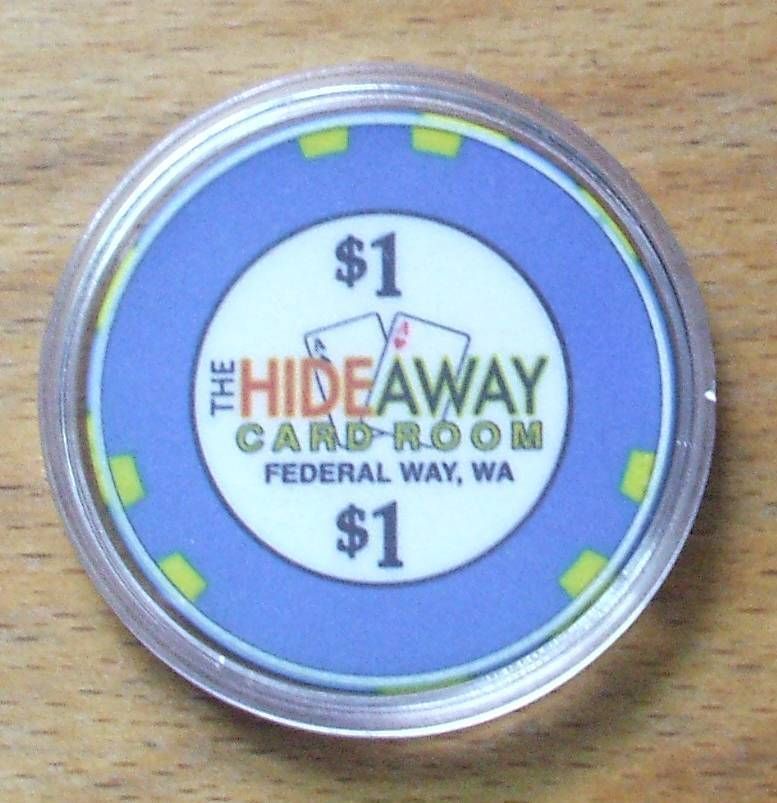 $1
A
A
THE HIDEAWAY
CARD ROOM
FEDERAL WAY, WA
$1